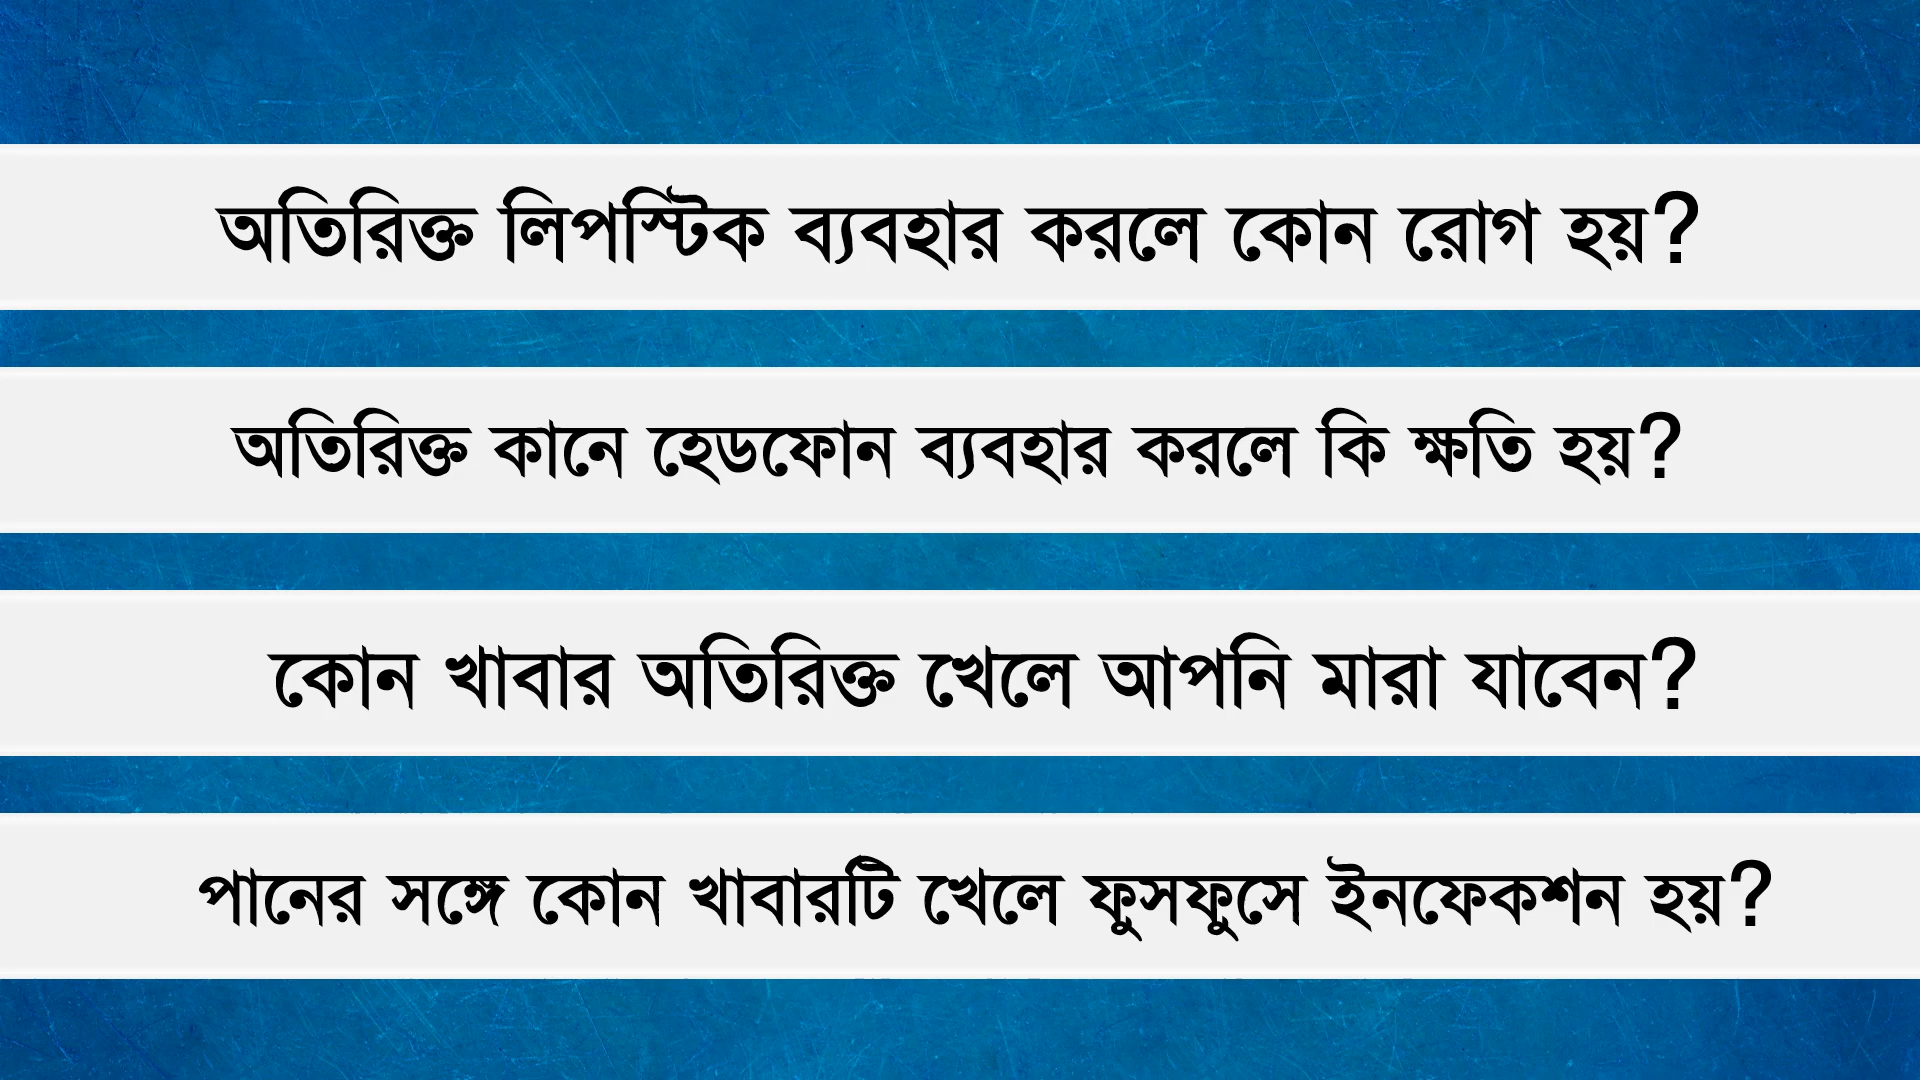 অতিরিক্ত লিপস্টিক ব্যবহার করলে কোন রোগ হয়?
অতিরিক্ত কানে হেডফোন ব্যবহার করলে কি ক্ষতি হয়?
কোন খাবার অতিরিক্ত খেলে আপনি মারা যাবেন?
পানের সঙ্গে কোন খাবারটি খেলে ফুসফুসে ইনফেকশন হয়?